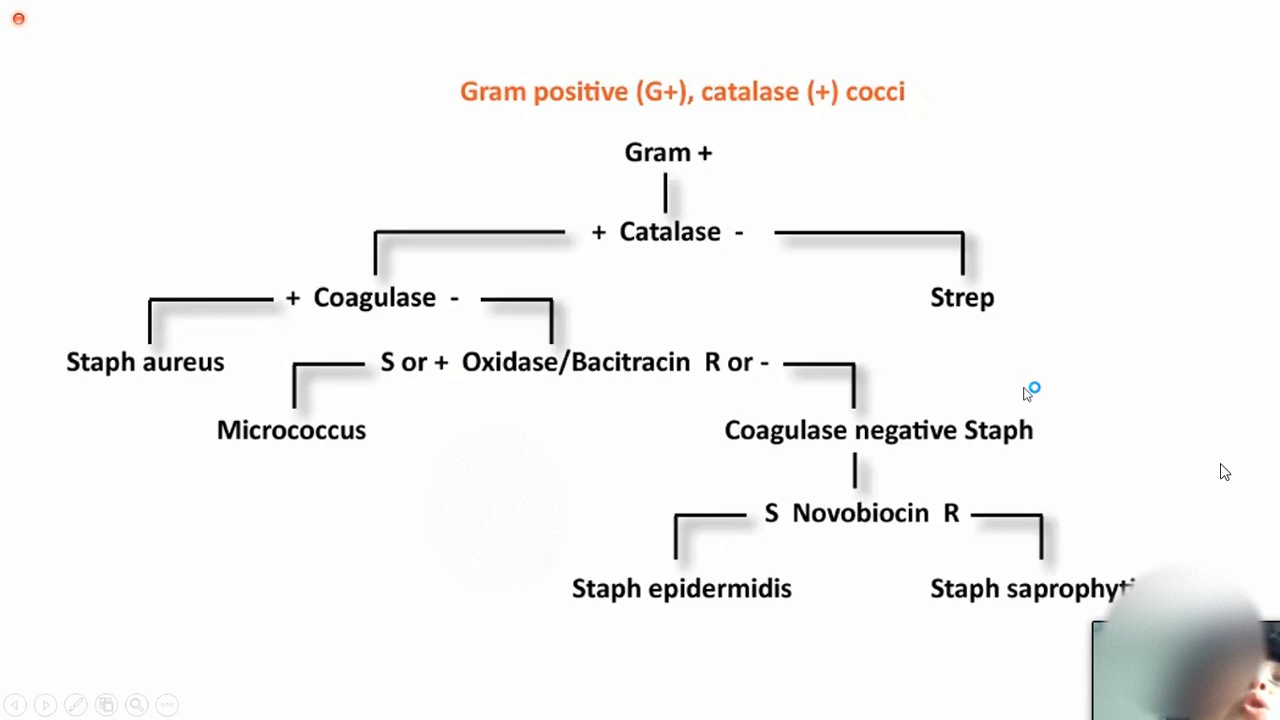 Gram positive (G+), catalase (+) cocci
Gram +
+ Catalase -
+ Coagulase -
Strep
Staph aureus
S or + Oxidase/Bacitracin R or -
Micrococcus
Coagulase negative Staph
S Novobiocin R
Staph epidermidis
Staph